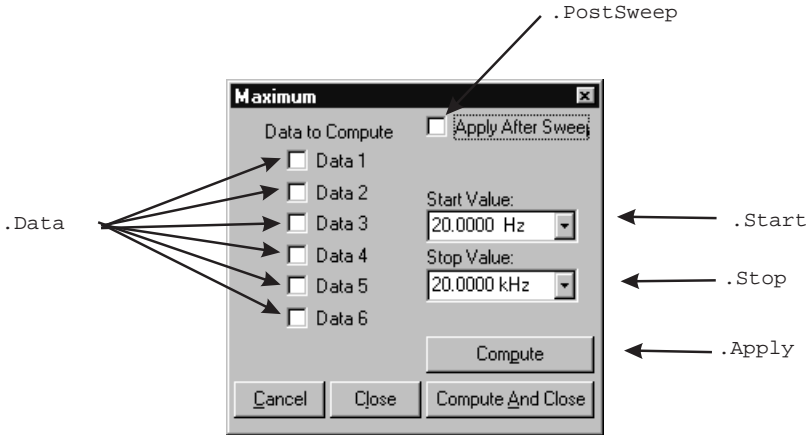 .PostSweep
Maximum
Data to Compute
Apply After Sweep
Data 1
Data 2
Data 3
Data 4
Data 5
Data 6
.Data
Start Value:
20.0000 Hz
.Start
Stop Value:
20.0000 kHz
.Stop
Compute
.Apply
Cancel
Close
Compute And Close